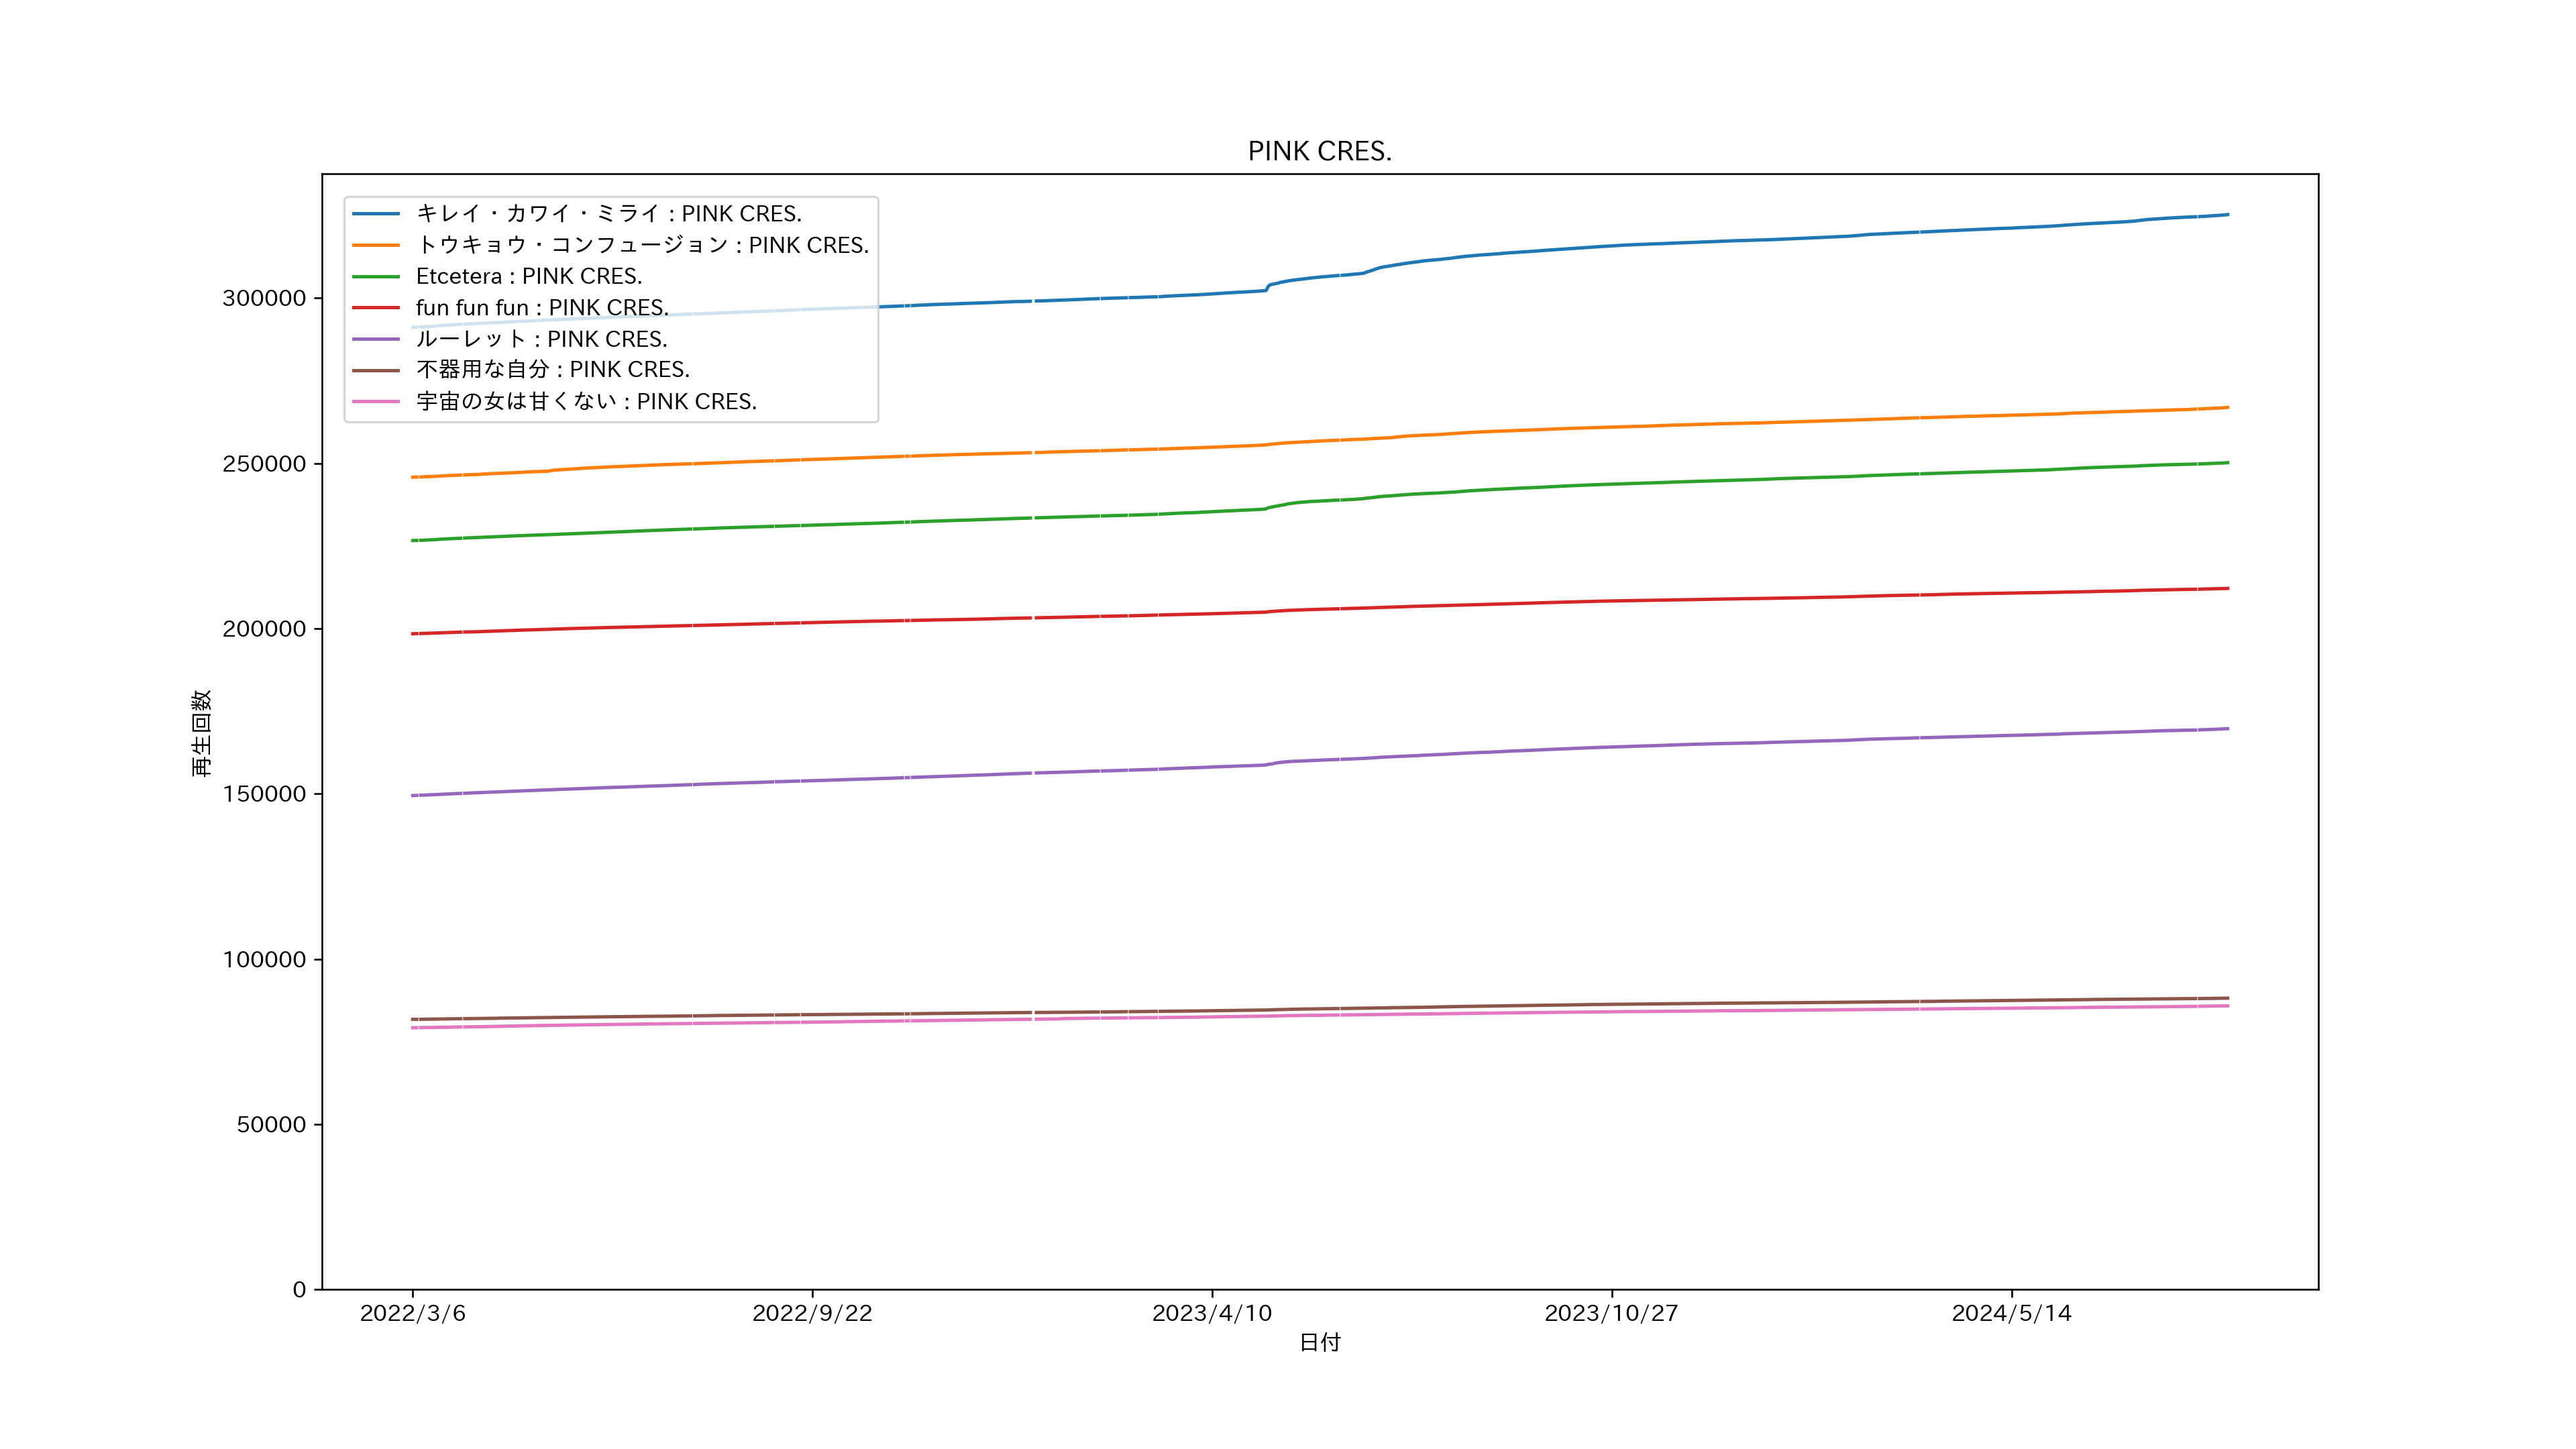 PINK CRES.
キレイ・カワイ・ミライ : PINK CRES.
トウキョウ・コンフュージョン : PINK CRES.
Etcetera : PINK CRES.
fun fun fun : PINK CRES.
ルーレット : PINK CRES.
不器用な自分 : PINK CRES.
宇宙の女は甘くない : PINK CRES.
300000
250000
200000
150000
100000
50000
0
再生回数
2022/3/6
2022/9/22
2023/4/10
2023/10/27
2024/5/14
日付